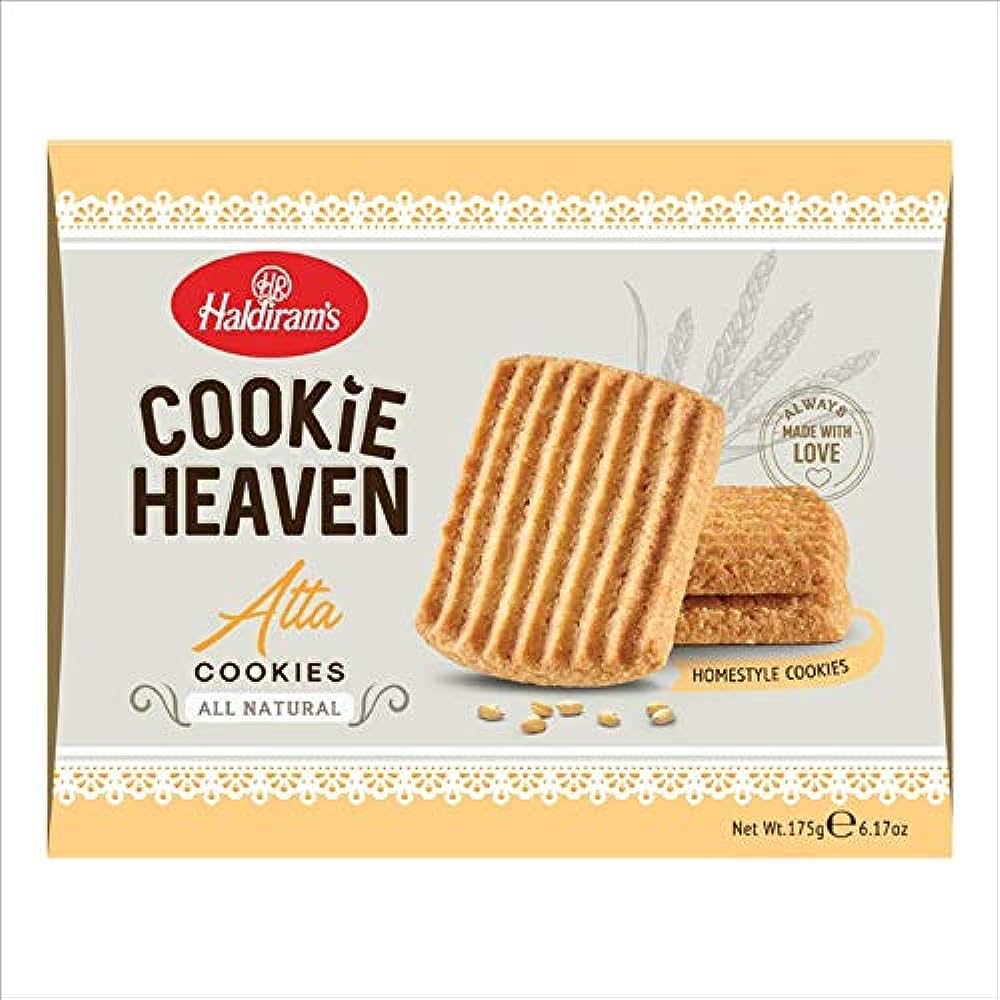 HR
Haldiram's
COOKiE
HEAVEN
Atta
COOKIES
ALL NATURAL
ALWAYS
MADE WITH
LOVE
HOMESTYLE COOKIES
Net Wt.175g℮6.17oz